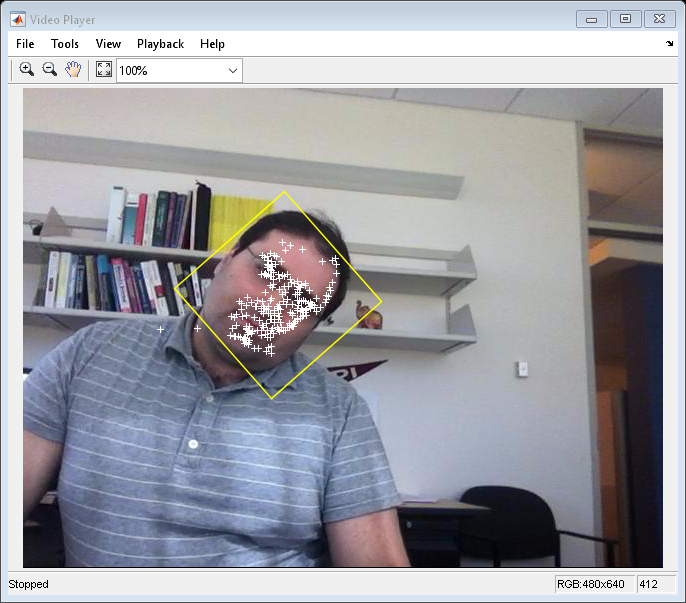 Video Player
File Tools View Playback Help
100%
Stopped
RGB:480x640 412